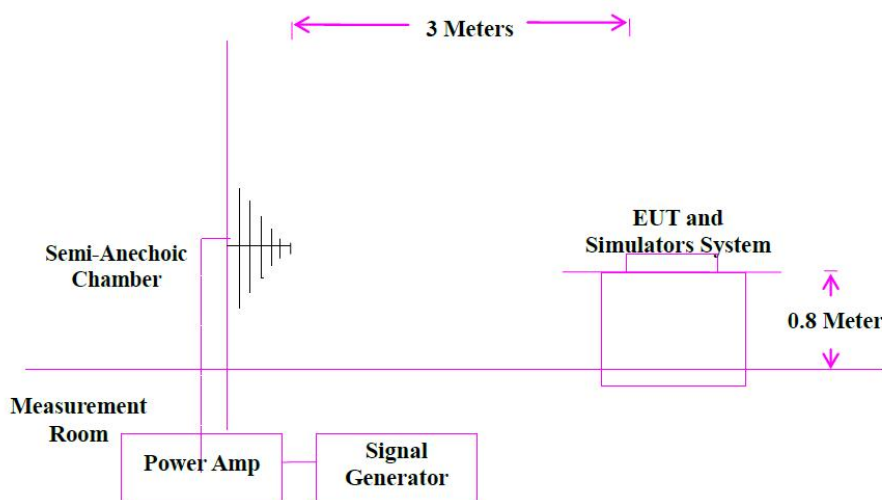 3 Meters
EUT and
Simulators System
Semi-Anechoic
Chamber
0.8 Meter
Measurement
Room
Power Amp
Signal
Generator